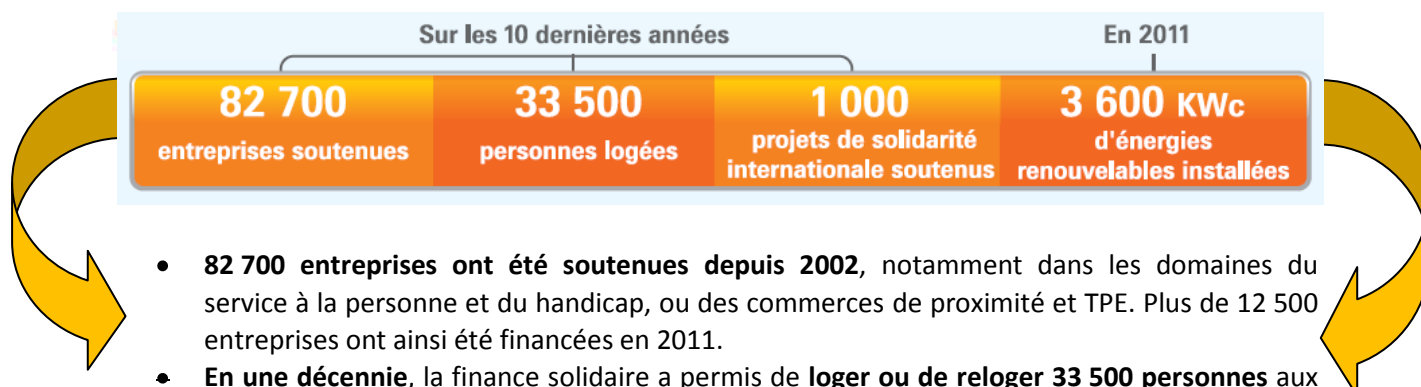 Sur les 10 dernières années En 2011
82 700 33 500 1 000 3 600 KWc
entreprises soutenues personnes logées projets de solidarité internationale soutenus d'énergies renouvelables installées
• 82 700 entreprises ont été soutenues depuis 2002, notamment dans les domaines du
service à la personne et du handicap, ou des commerces de proximité et TPE. Plus de 12 500
entreprises ont ainsi été financées en 2011.
• En une décennie, la finance solidaire a permis de loger ou de reloger 33 500 personnes aux